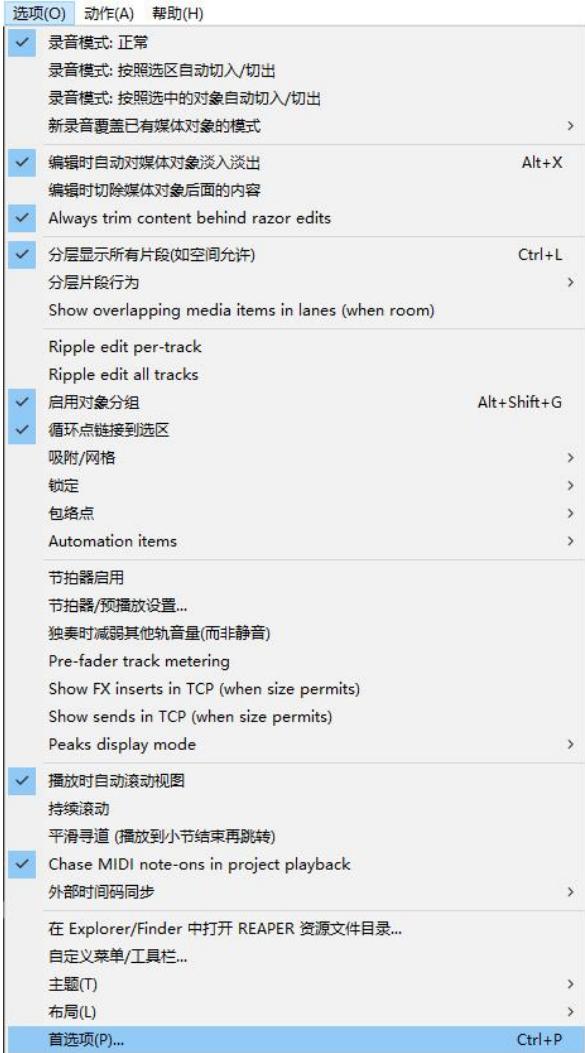 选项(O) 动作(A) 帮助(H)
录音模式: 正常
录音模式: 按照选区自动切入/切出
录音模式: 按照选中的对象自动切入/切出
新录音覆盖已有媒体对象的模式
编辑时自动对媒体对象淡入淡出 Alt+X
编辑时切除媒体对象后面的内容
Always trim content behind razor edits
分层显示所有片段(如空间允许) Ctrl+L
分层片段行为
Show overlapping media items in lanes (when room)
Ripple edit per-track
Ripple edit all tracks
启用对象分组 Alt+Shift+G
循环点链接到选区
吸附/网格
锁定
包络点
Automation items
节拍器启用
节拍器/预播放设置...
独奏时减弱其他轨音量(而非静音)
Pre-fader track metering
Show FX inserts in TCP (when size permits)
Show sends in TCP (when size permits)
Peaks display mode
播放时自动滚动视图
持续滚动
平滑寻道 (播放到小节结束再跳转)
Chase MIDI note-ons in project playback
外部时间码同步
在 Explorer/Finder 中打开 REAPER 资源文件目录...
自定义菜单/工具栏...
主题(T)
布局(L)
首选项(P)... Ctrl+P